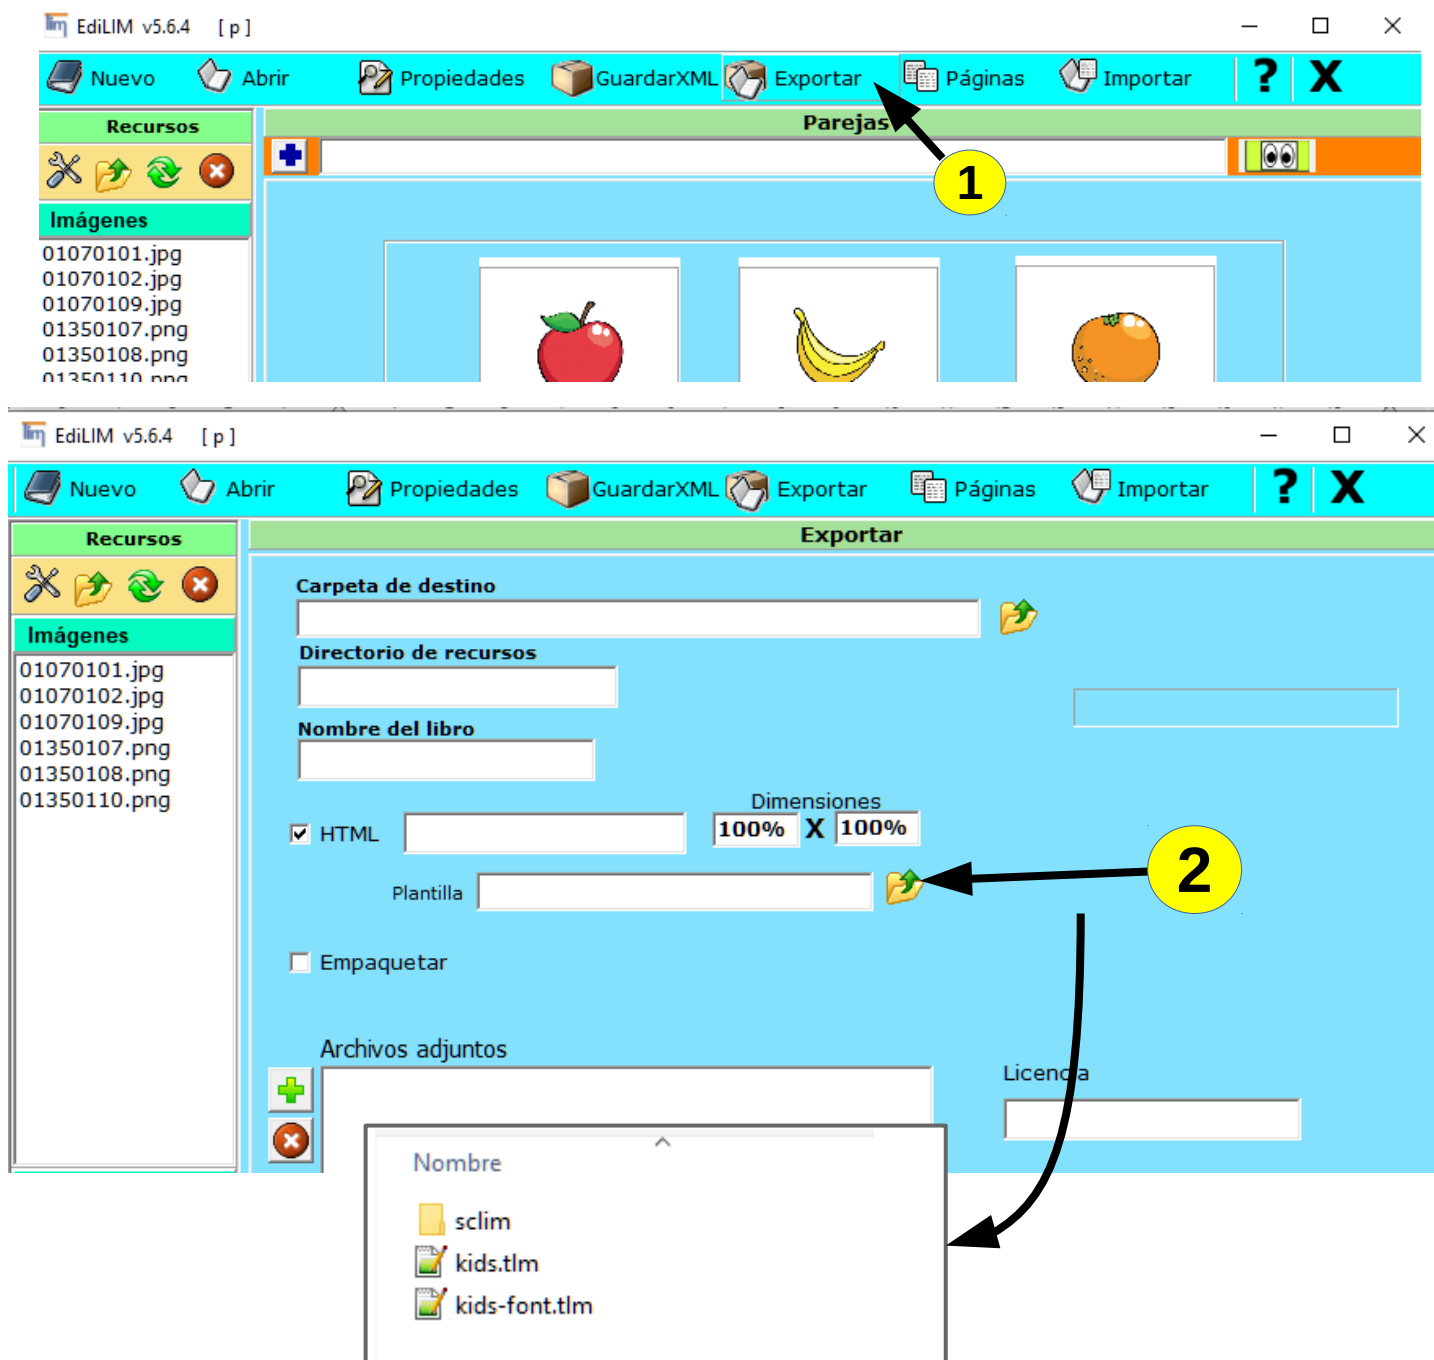 EdiLIM v5.6.4 [ p ]
Nuevo Abrir Propiedades GuardarXML Exportar Páginas Importar ? X
Recursos
Parejas
1
Imágenes
01070101.jpg
01070102.jpg
01070109.jpg
01350107.png
01350108.png
01350110.png
EdiLIM v5.6.4 [ p ]
Nuevo Abrir Propiedades GuardarXML Exportar Páginas Importar ? X
Recursos
Exportar
Imágenes
01070101.jpg
01070102.jpg
01070109.jpg
01350107.png
01350108.png
01350110.png
Carpeta de destino
Directorio de recursos
Nombre del libro
Dimensiones
HTML 100% X 100%
Plantilla
2
Empaquetar
Archivos adjuntos
Licencia
Nombre
sclim
kids.tlm
kids-font.tlm